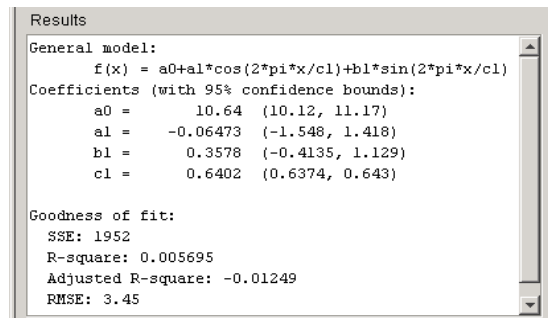 Results
General model:
f(x) = a0+a1*cos(2*pi*x/c1)+b1*sin(2*pi*x/c1)
Coefficients (with 95% confidence bounds):
a0 = 10.64 (10.12, 11.17)
a1 = -0.06473 (-1.548, 1.418)
b1 = 0.3578 (-0.4135, 1.129)
c1 = 0.6402 (0.6374, 0.643)
Goodness of fit:
SSE: 1952
R-square: 0.005695
Adjusted R-square: -0.01249
RMSE: 3.45